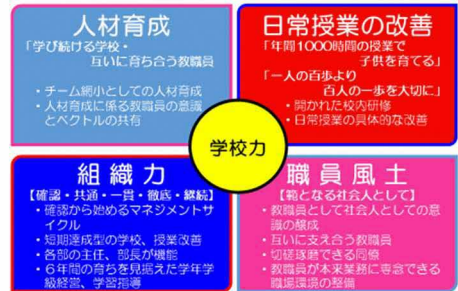 人材育成
「学び続ける学校・
互いに育ち合う教職員
・チーム網小としての人材育成
・人材育成に係る教職員の意識
とベクトルの共有
日常授業の改善
「年間1000時間の授業で
子供を育てる」
「一人の百歩より
百人の一歩を大切に」
・開かれた校内研修
・日常授業の具体的な改善
学校力
組織力
【確認・共通・一貫・徹底・継続】
・確認から始めるマネジメントサ
イクル
・短期達成型の学校、授業改善
・各部の主任、部長が機能
・６年間の育ちを見据えた学年学
級経営、学習指導
職員風土
【範となる社会人として】
・教職員として社会人としての意
識の醸成
・互いに支え合う教職員
・切磋琢磨できる同僚
・教職員が本来業務に専念できる
職場環境の整備